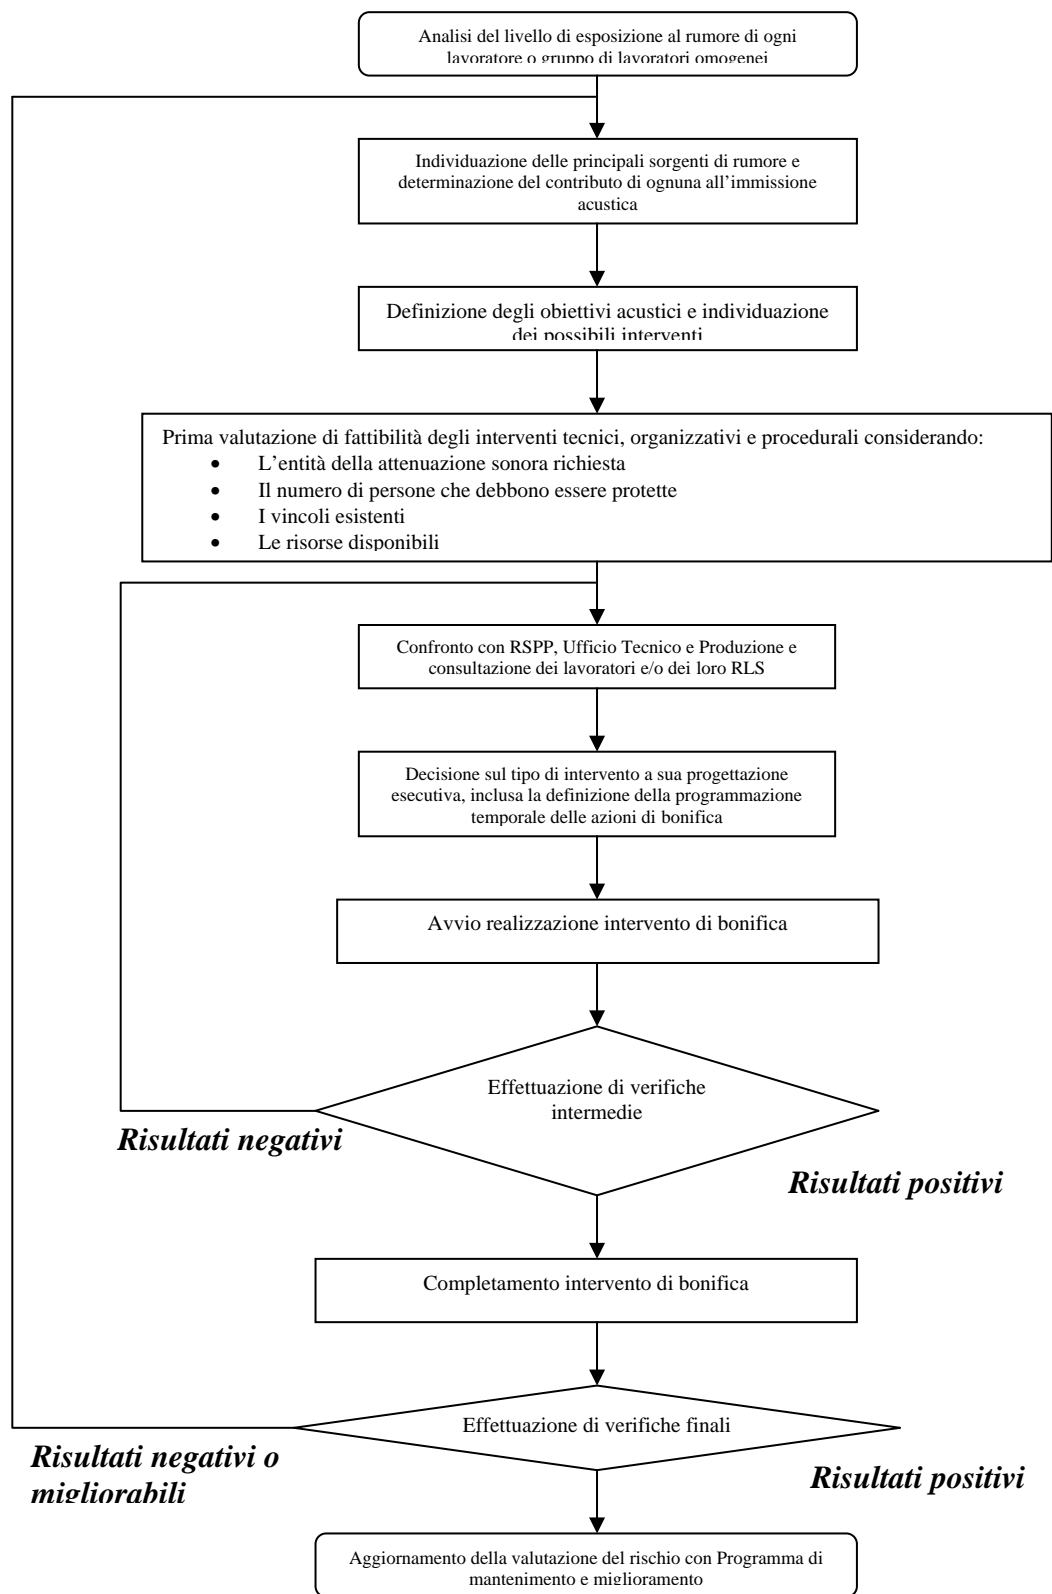 Analisi del livello di esposizione al rumore di ogni
lavoratore o gruppo di lavoratori omogenei
Individuazione delle principali sorgenti di rumore e
determinazione del contributo di ognuna all’immissione
acustica
Definizione degli obiettivi acustici e individuazione
dei possibili interventi
Prima valutazione di fattibilità degli interventi tecnici, organizzativi e procedurali considerando:
• L’entità della attenuazione sonora richiesta
• Il numero di persone che debbono essere protette
• I vincoli esistenti
• Le risorse disponibili
Confronto con RSPP, Ufficio Tecnico e Produzione e
consultazione dei lavoratori e/o dei loro RLS
Decisione sul tipo di intervento a sua progettazione
esecutiva, inclusa la definizione della programmazione
temporale delle azioni di bonifica
Avvio realizzazione intervento di bonifica
Effettuazione di verifiche
intermedie
Risultati negativi
Risultati positivi
Completamento intervento di bonifica
Effettuazione di verifiche finali
Risultati negativi o
migliorabili
Risultati positivi
Aggiornamento della valutazione del rischio con Programma di
mantenimento e miglioramento